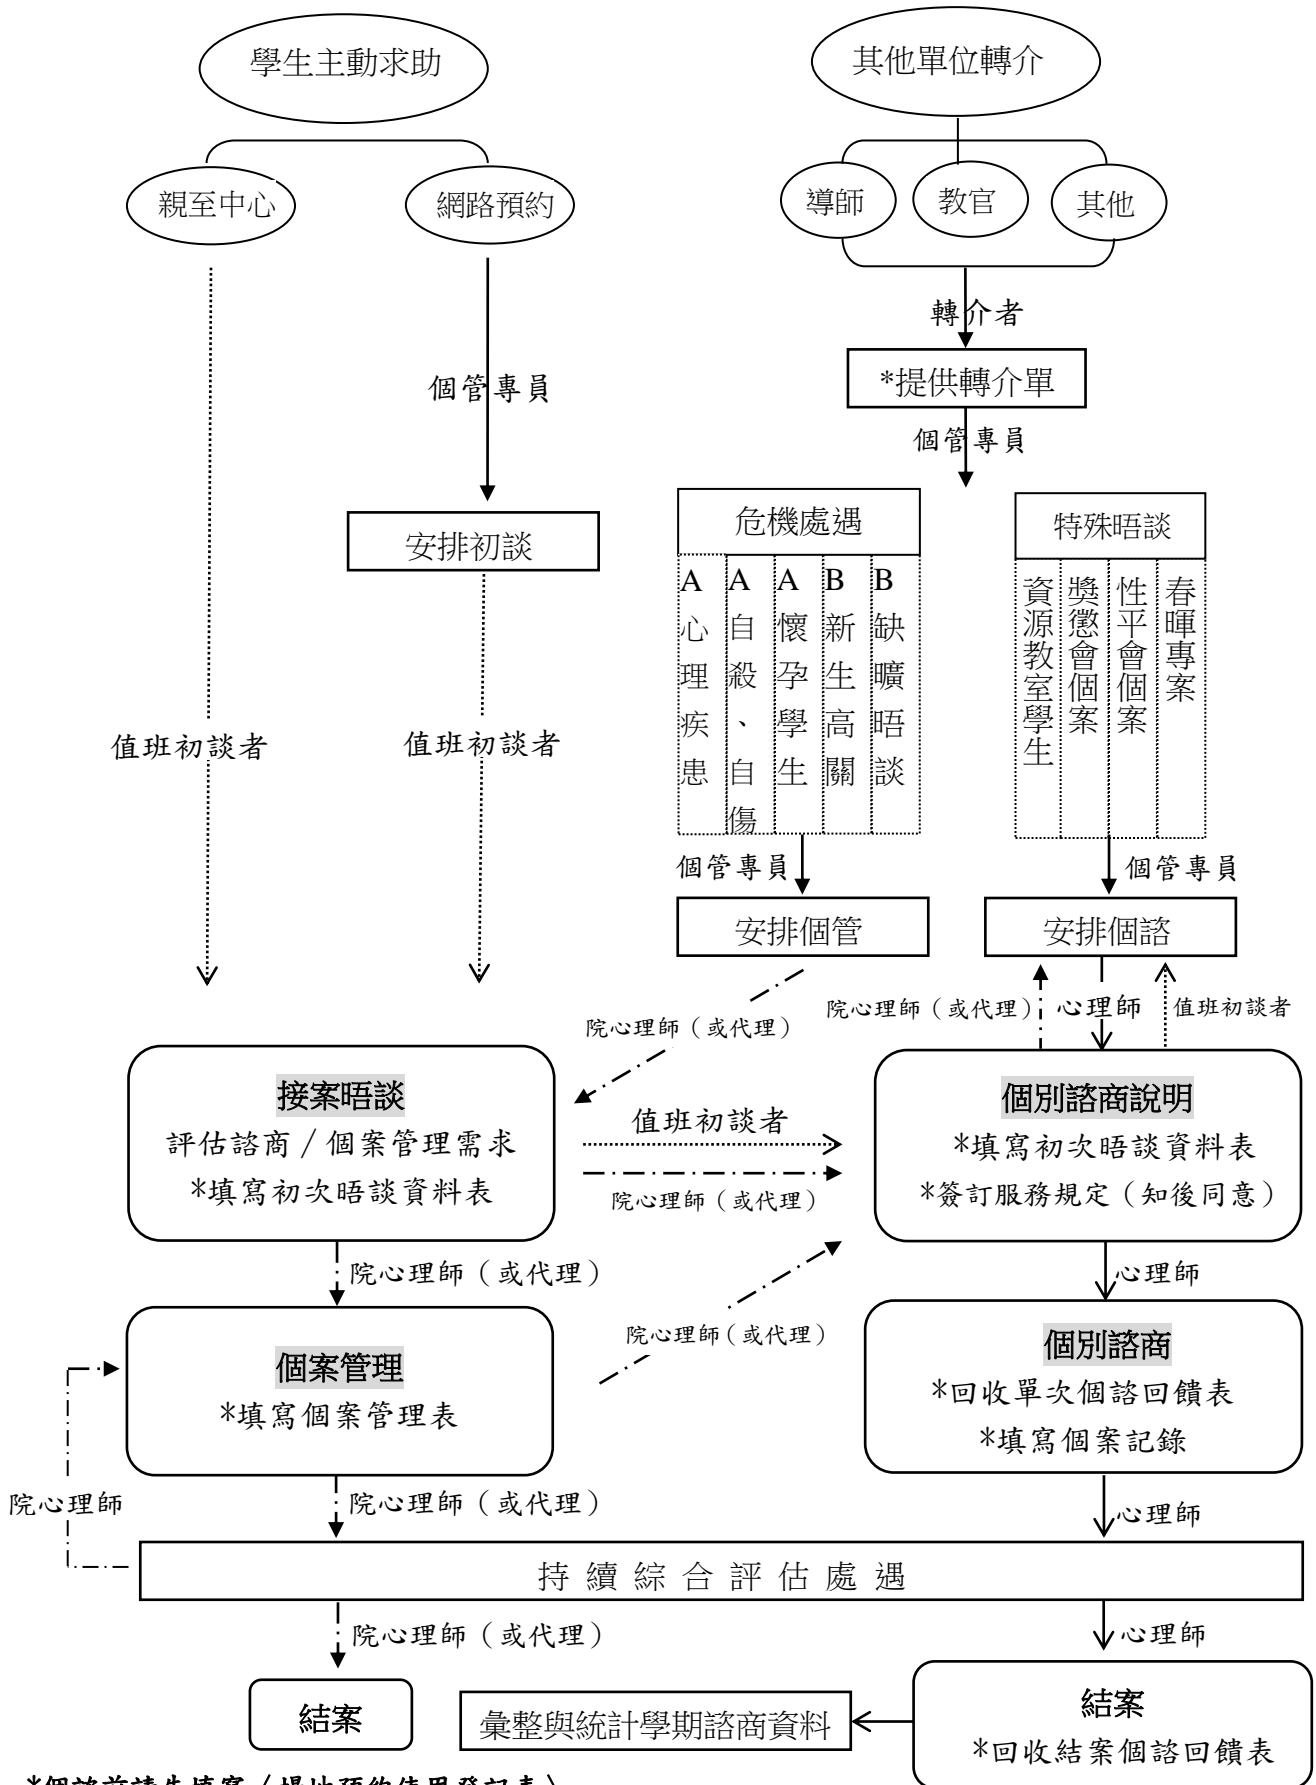 學生主動求助
其他單位轉介
親至中心
網路預約
導師
教官
其他
轉介者
*提供轉介單
個管專員
個管專員
安排初談
危機處遇
A心理疾患
A自殺、自傷
A懷孕學生
B新生高關
B缺曠晤談
特殊晤談
資源教室學生
獎懲會個案
性平會個案
春暉專案
值班初談者
值班初談者
個管專員
個管專員
安排個管
安排個諮
院心理師（或代理）
院心理師（或代理）
心理師
值班初談者
接案晤談
評估諮商／個案管理需求
*填寫初次晤談資料表
值班初談者
院心理師（或代理）
個別諮商說明
*填寫初次晤談資料表
*簽訂服務規定（知後同意）
院心理師（或代理）
心理師
院心理師（或代理）
個案管理
*填寫個案管理表
個別諮商
*回收單次個諮回饋表
*填寫個案記錄
院心理師
院心理師（或代理）
心理師
持續綜合評估處遇
院心理師（或代理）
心理師
結案
彙整與統計學期諮商資料
結案
*回收結案個諮回饋表